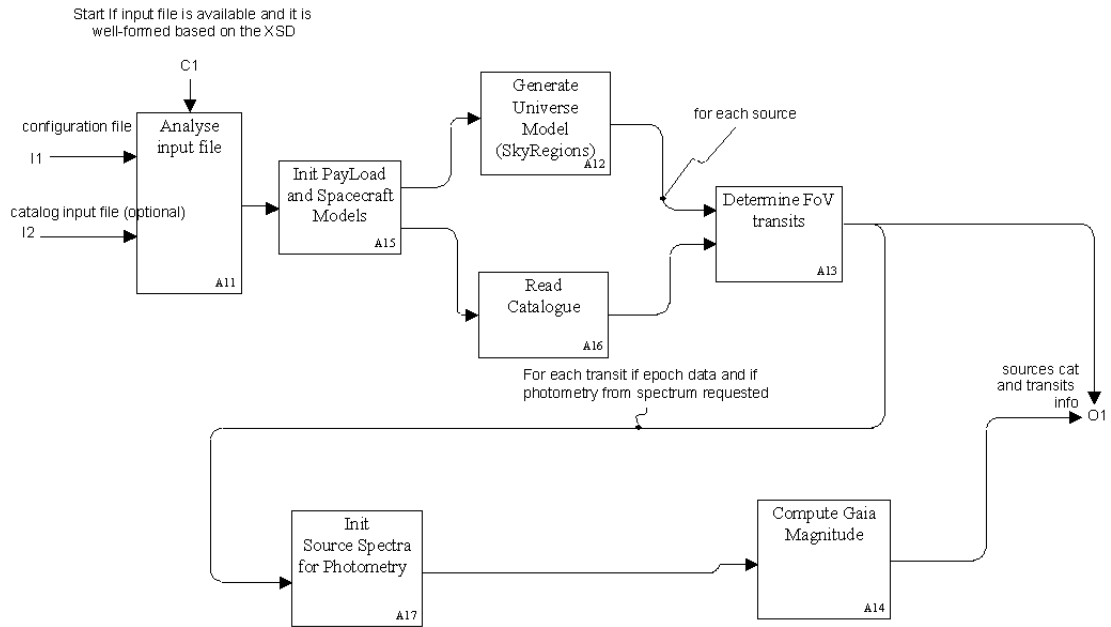 Start If input file is available and it is
well-formed based on the XSD
C1
configuration file
I1
catalog input file (optional)
I2
Analyse
input file
A11
Init PayLoad
and Spacecraft
Models
A15
Generate
Universe
Model
(SkyRegions)
A12
for each source
Read
Catalogue
A16
Determine FoV
transits
A13
For each transit if epoch data and if
photometry from spectrum requested
sources cat
and transits
info
O1
Init
Source Spectra
for Photometry
A17
Compute Gaia
Magnitude
A14